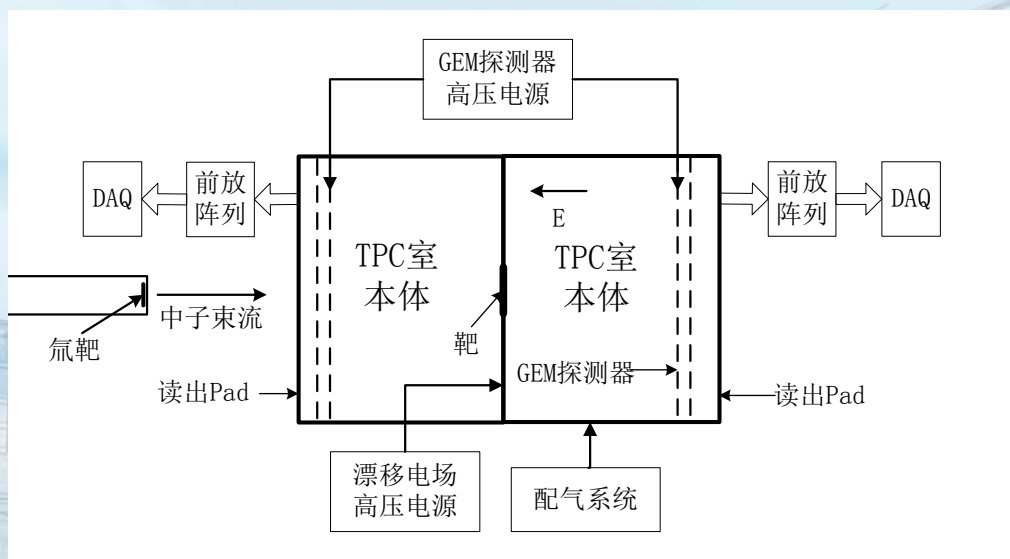 GEM探测器
高压电源
DAQ
前放
阵列
E
前放
阵列
DAQ
TPC室
本体
TPC室
本体
中子束流
氚靶
靶
GEM探测器
读出Pad
读出Pad
漂移电场
高压电源
配气系统